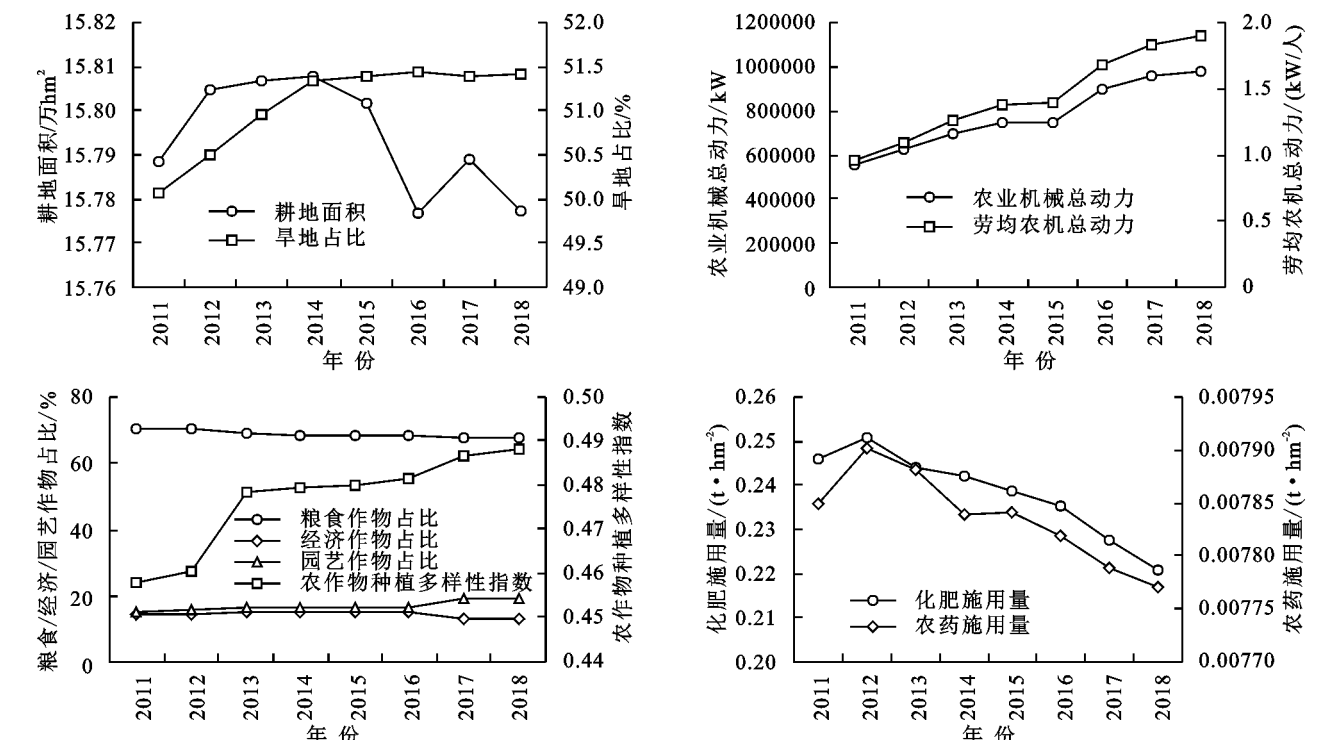 耕地面积/万hm²
15.82
15.81
15.80
15.79
15.78
15.77
15.76
52.0
51.5
51.0
50.5
50.0
49.5
49.0
旱地占比/%
耕地面积
旱地占比
2011 2012 2013 2014 2015 2016 2017 2018
年 份
农业机械总动力/kW
1200000
1000000
800000
600000
400000
200000
0
2.0
1.5
1.0
0.5
0
劳均农机总动力/(kW/人)
农业机械总动力
劳均农机总动力
2011 2012 2013 2014 2015 2016 2017 2018
年 份
粮食/经济/园艺作物占比/%
80
60
40
20
0
0.50
0.49
0.48
0.47
0.46
0.45
0.44
农作物种植多样性指数
粮食作物占比
经济作物占比
园艺作物占比
农作物种植多样性指数
2011 2012 2013 2014 2015 2016 2017 2018
年 份
化肥施用量/(t·hm⁻²)
0.26
0.25
0.24
0.23
0.22
0.21
0.20
0.00795
0.00790
0.00785
0.00780
0.00775
0.00770
农药施用量/(t·hm⁻²)
化肥施用量
农药施用量
2011 2012 2013 2014 2015 2016 2017 2018
年 份